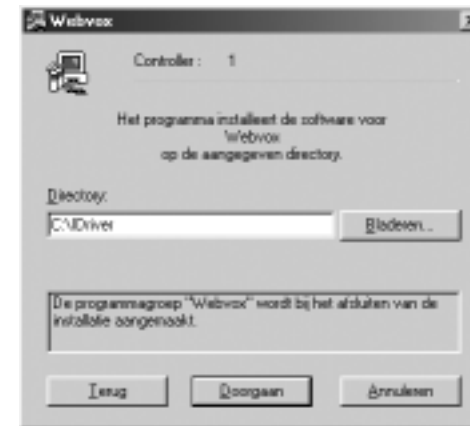 Webvox
Controller : 1
Het programma installeert de software voor
Webvox
op de aangegeven directory.
Directory:
C:\IDriver
Bladeren...
De programmagroep "Webvox" wordt bij het afsluiten van de
installatie aangemaakt.
Terug
Doorgaan
Annuleren